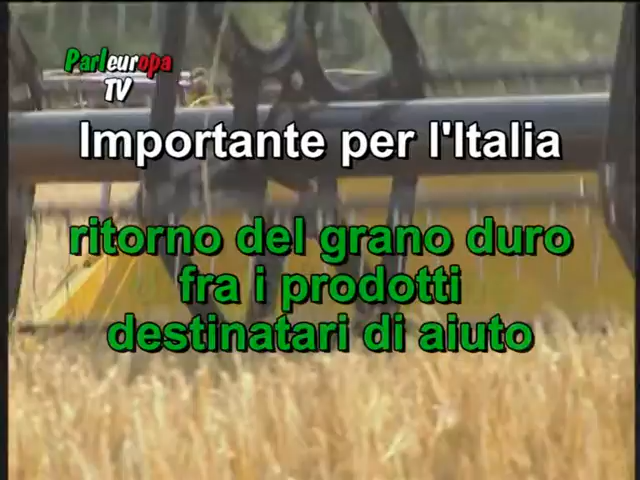 Parleuropa
TV
Importante per l'Italia
ritorno del grano duro
fra i prodotti
destinatari di aiuto